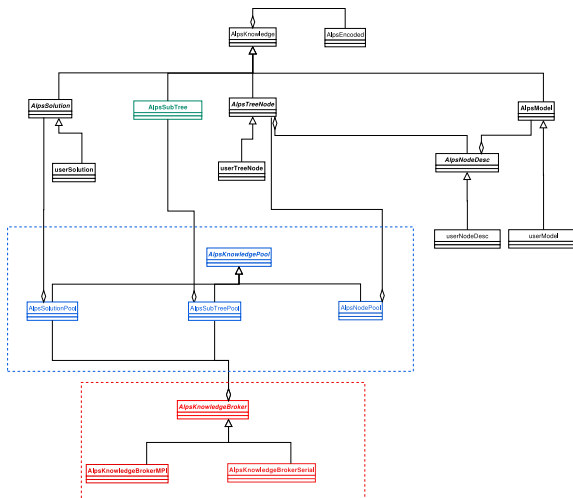 AlpsKnowledge
AlpsEncoded
AlpsSolution
AlpsSubTree
AlpsTreeNode
AlpsModel
userSolution
userTreeNode
AlpsNodeDesc
userNodeDesc
userModel
AlpsKnowledgePool
AlpsSolutionPool
AlpsSubTreePool
AlpsNodePool
AlpsKnowledgeBroker
AlpsKnowledgeBrokerMPI
AlpsKnowledgeBrokerSerial